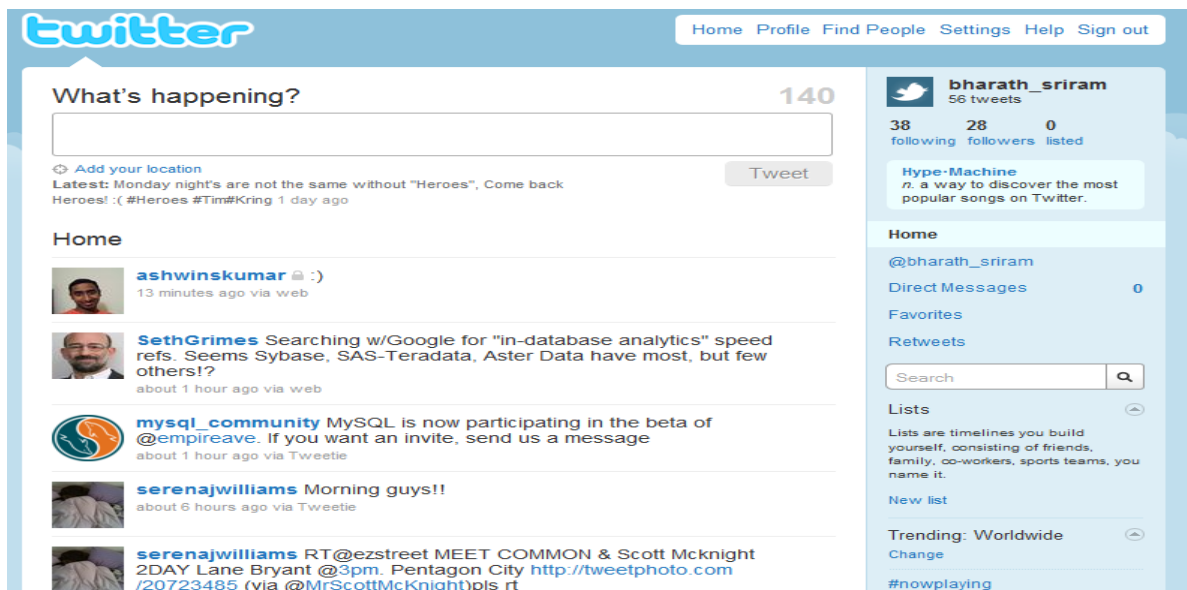 twitter
Home Profile Find People Settings Help Sign out
What's happening?
140
Add your location
Latest: Monday night's are not the same without "Heroes", Come back
Heroes! :( #Heroes #Tim#Kring 1 day ago
Tweet
Home
ashwinskumar :)
13 minutes ago via web
SethGrimes Searching w/Google for "in-database analytics" speed
refs. Seems Sybase, SAS-Teradata, Aster Data have most, but few
others!?
about 1 hour ago via web
mysql_community MySQL is now participating in the beta of
@empireave. If you want an invite, send us a message
about 1 hour ago via Tweetie
serenajwilliams Morning guys!!
about 6 hours ago via Tweetie
serenajwilliams RT@ezstreet MEET COMMON & Scott Mcknight
2DAY Lane Bryant @3pm. Pentagon City http://tweetphoto.com
/20723485 (via @MrScottMcKnight)pls rt
bharath_sriram
56 tweets
38 28 0
following followers listed
Hype-Machine
n. a way to discover the most
popular songs on Twitter.
Home
@bharath_sriram
Direct Messages 0
Favorites
Retweets
Search
Lists
Lists are timelines you build
yourself, consisting of friends,
family, co-workers, sports teams, you
name it.
New list
Trending: Worldwide
Change
#nowplaying